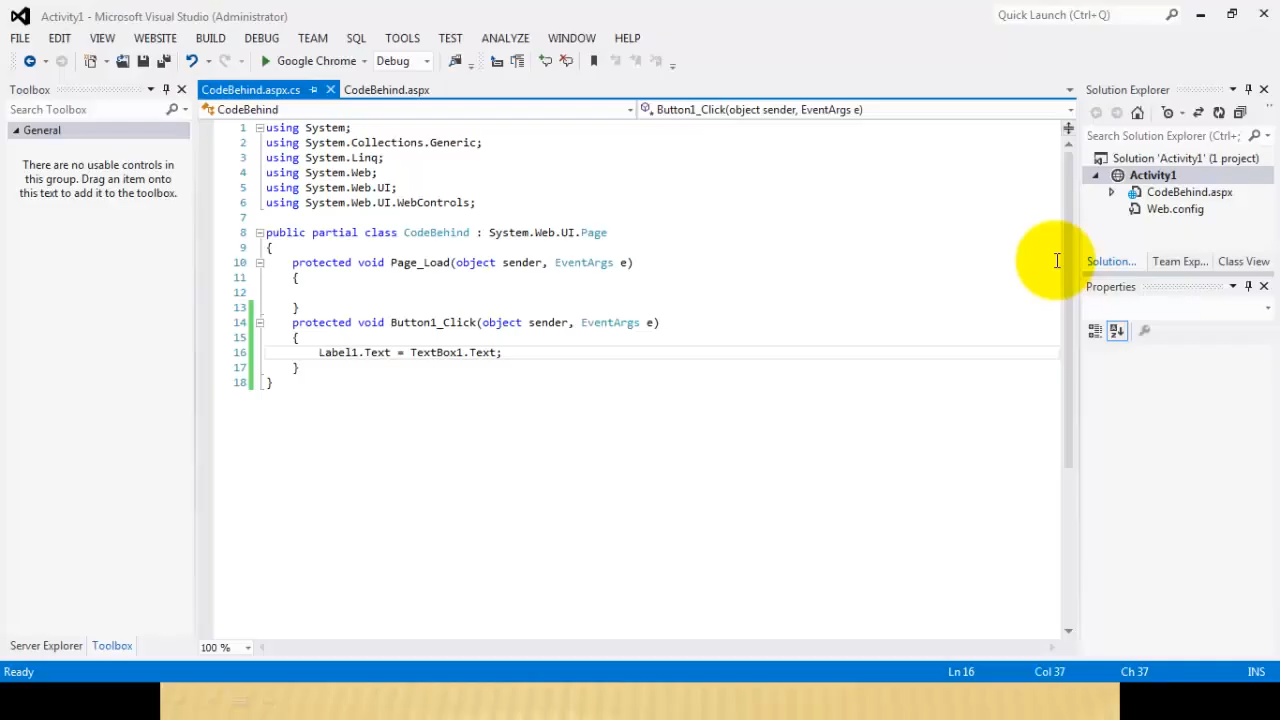 Activity1 - Microsoft Visual Studio (Administrator)
Quick Launch (Ctrl+Q)
FILE EDIT VIEW WEBSITE BUILD DEBUG TEAM SQL TOOLS TEST ANALYZE WINDOW HELP
Google Chrome Debug
Toolbox
CodeBehind.aspx.cs CodeBehind.aspx
Solution Explorer
Search Toolbox
CodeBehind
Button1_Click(object sender, EventArgs e)
General
There are no usable controls in
this group. Drag an item onto
this text to add it to the toolbox.
1 using System;
2 using System.Collections.Generic;
3 using System.Linq;
4 using System.Web;
5 using System.Web.UI;
6 using System.Web.UI.WebControls;
7
8 public partial class CodeBehind : System.Web.UI.Page
9 {
10 protected void Page_Load(object sender, EventArgs e)
11 {
12
13 }
14 protected void Button1_Click(object sender, EventArgs e)
15 {
16 Label1.Text = TextBox1.Text;
17 }
18 }
Search Solution Explorer (Ctrl+;
Solution 'Activity1' (1 project)
Activity1
CodeBehind.aspx
Web.config
Solution... Team Exp... Class View
Properties
Server Explorer Toolbox
100 %
Ready
Ln 16 Col 37 Ch 37 INS